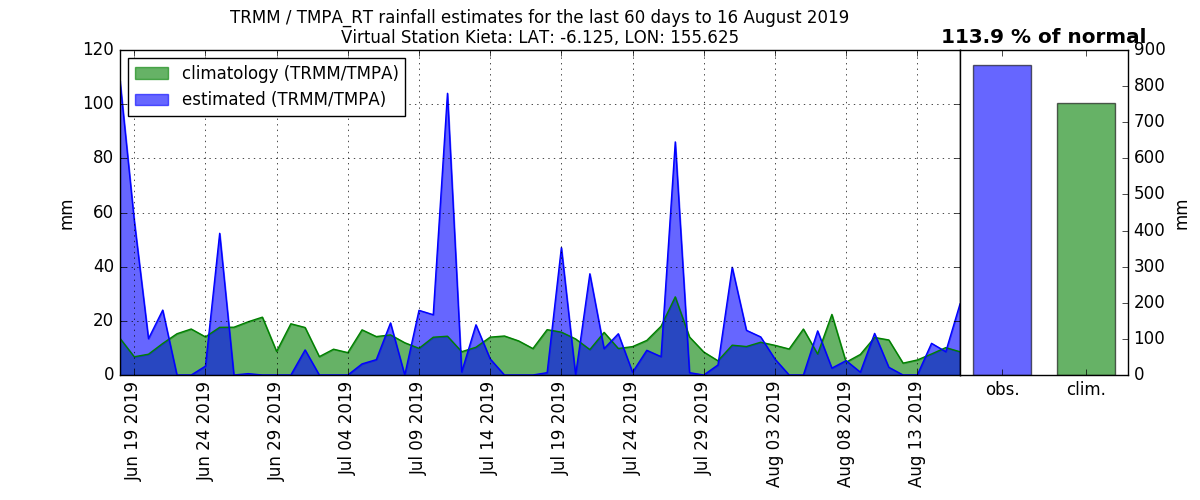 TRMM / TMPA_RT rainfall estimates for the last 60 days to 16 August 2019
Virtual Station Kieta: LAT: -6.125, LON: 155.625
113.9 % of normal
climatology (TRMM/TMPA)
estimated (TRMM/TMPA)
120
100
80
60
40
20
0
mm
Jun 19 2019
Jun 24 2019
Jun 29 2019
Jul 04 2019
Jul 09 2019
Jul 14 2019
Jul 19 2019
Jul 24 2019
Jul 29 2019
Aug 03 2019
Aug 08 2019
Aug 13 2019
obs.
clim.
900
800
700
600
500
400
300
200
100
0
mm